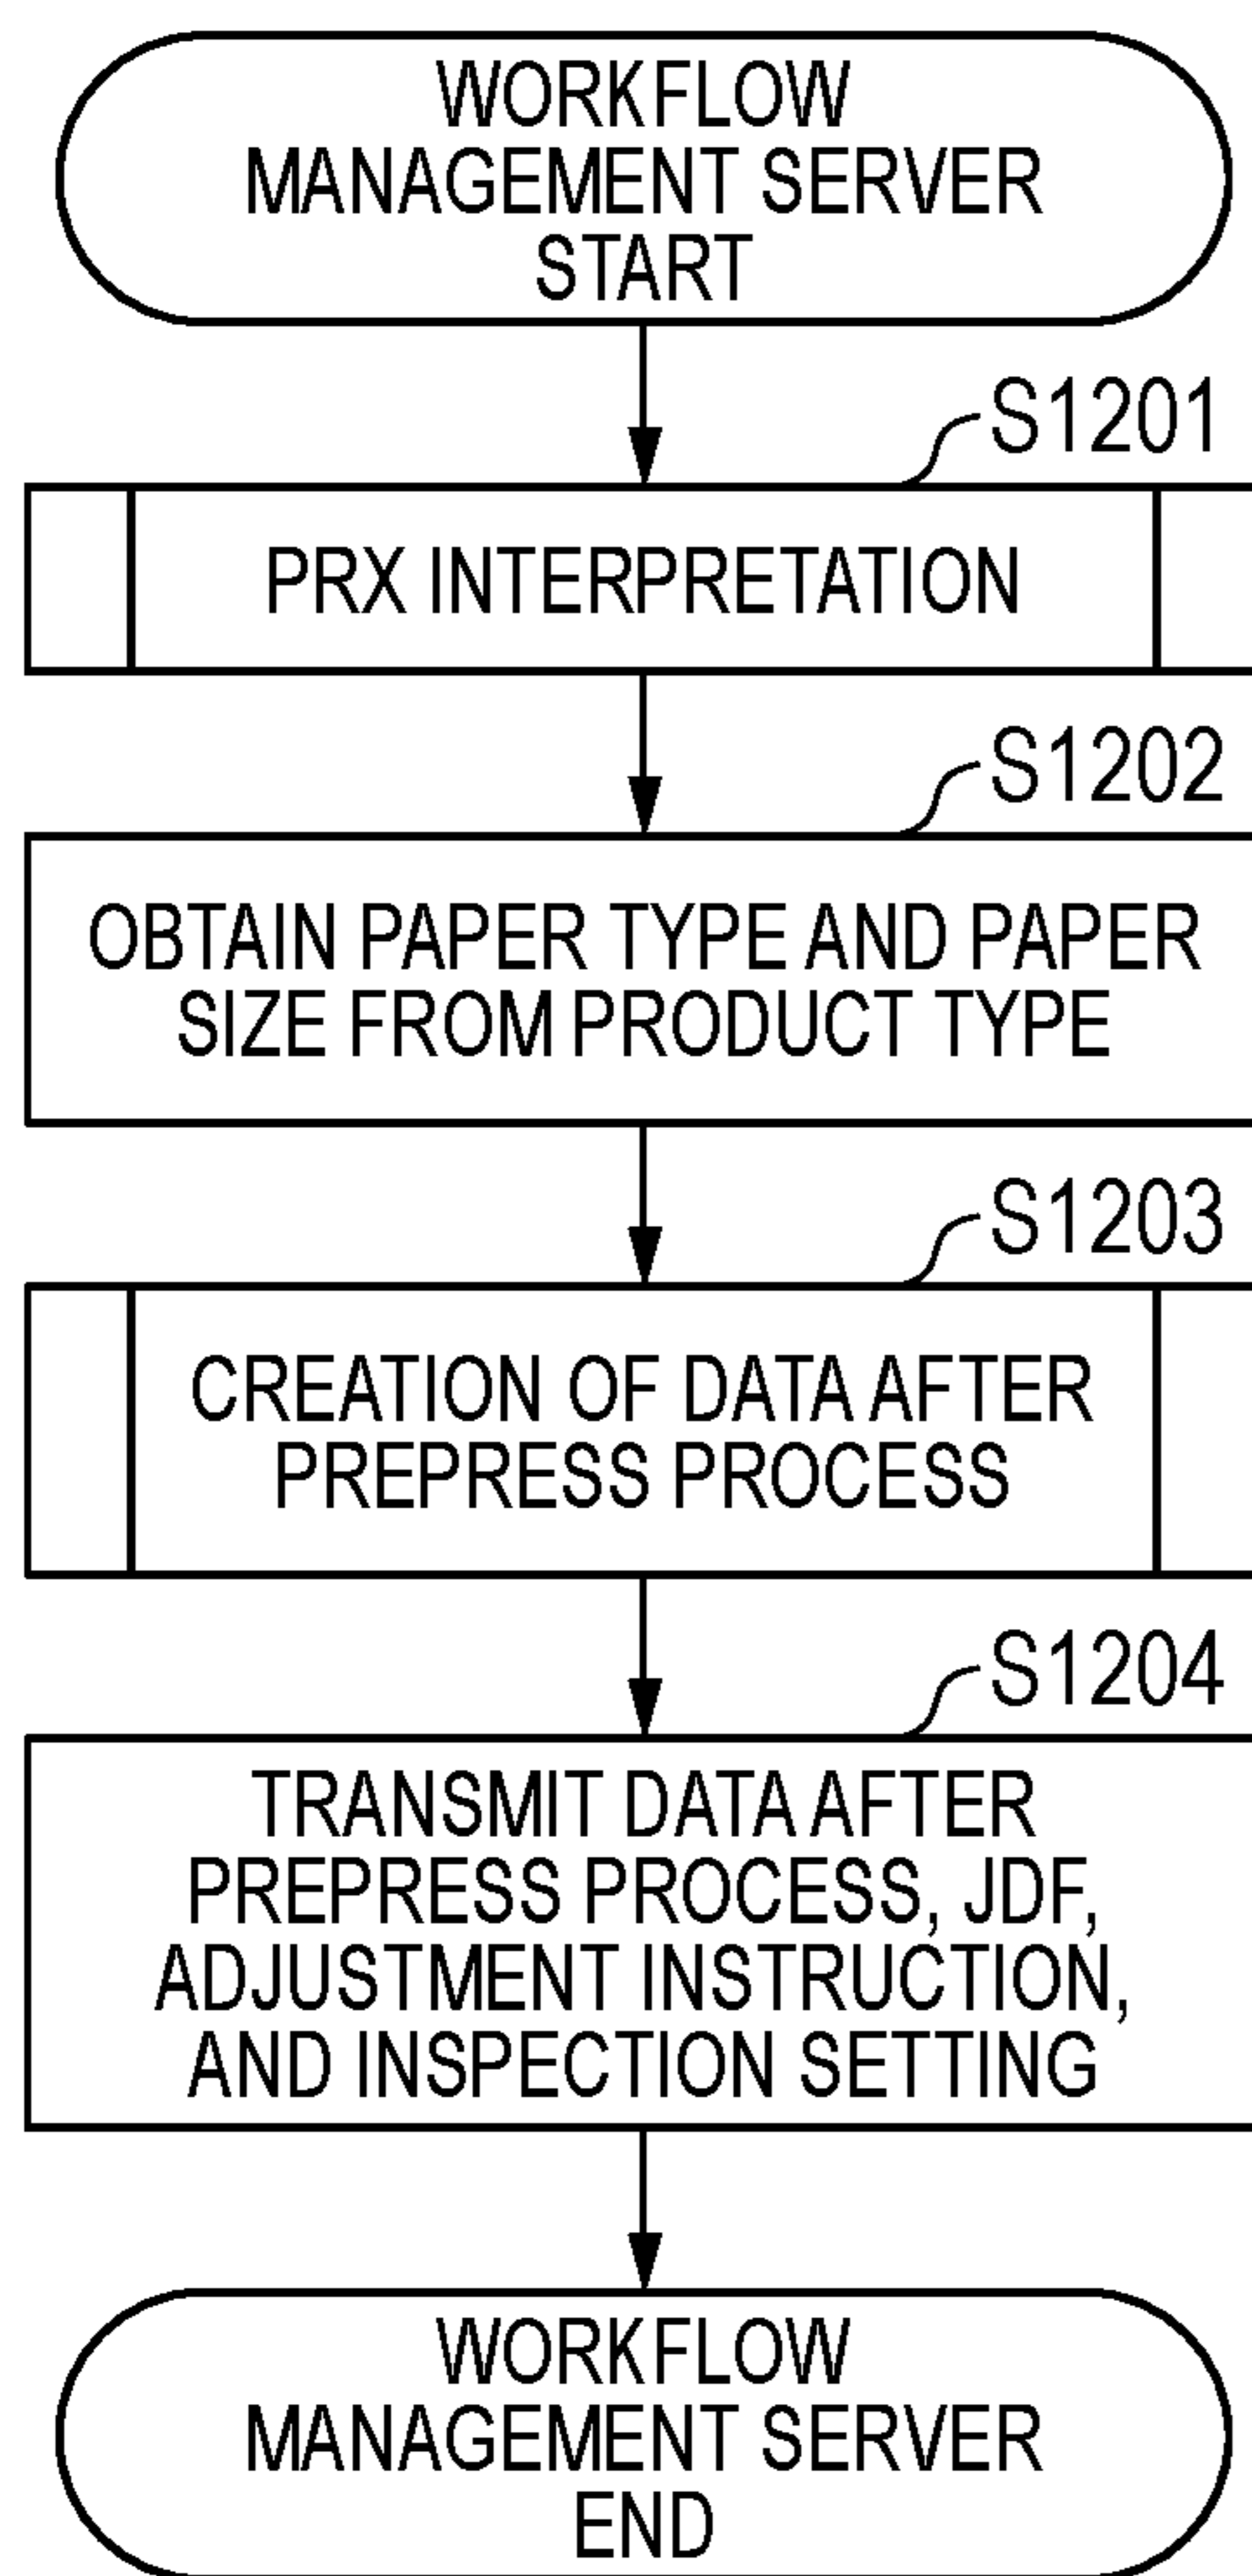 WORKFLOW
MANAGEMENT SERVER
START
S1201
PRX INTERPRETATION
S1202
OBTAIN PAPER TYPE AND PAPER
SIZE FROM PRODUCT TYPE
S1203
CREATION OF DATA AFTER
PREPRESS PROCESS
S1204
TRANSMIT DATA AFTER
PREPRESS PROCESS, JDF,
ADJUSTMENT INSTRUCTION,
AND INSPECTION SETTING
WORKFLOW
MANAGEMENT SERVER
END